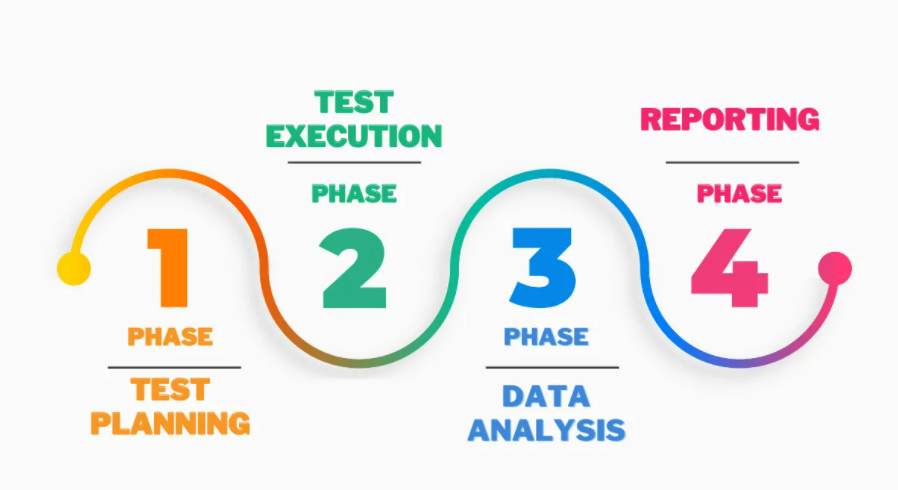 1
PHASE
TEST
PLANNING
TEST
EXECUTION
PHASE
2
3
PHASE
DATA
ANALYSIS
REPORTING
PHASE
4